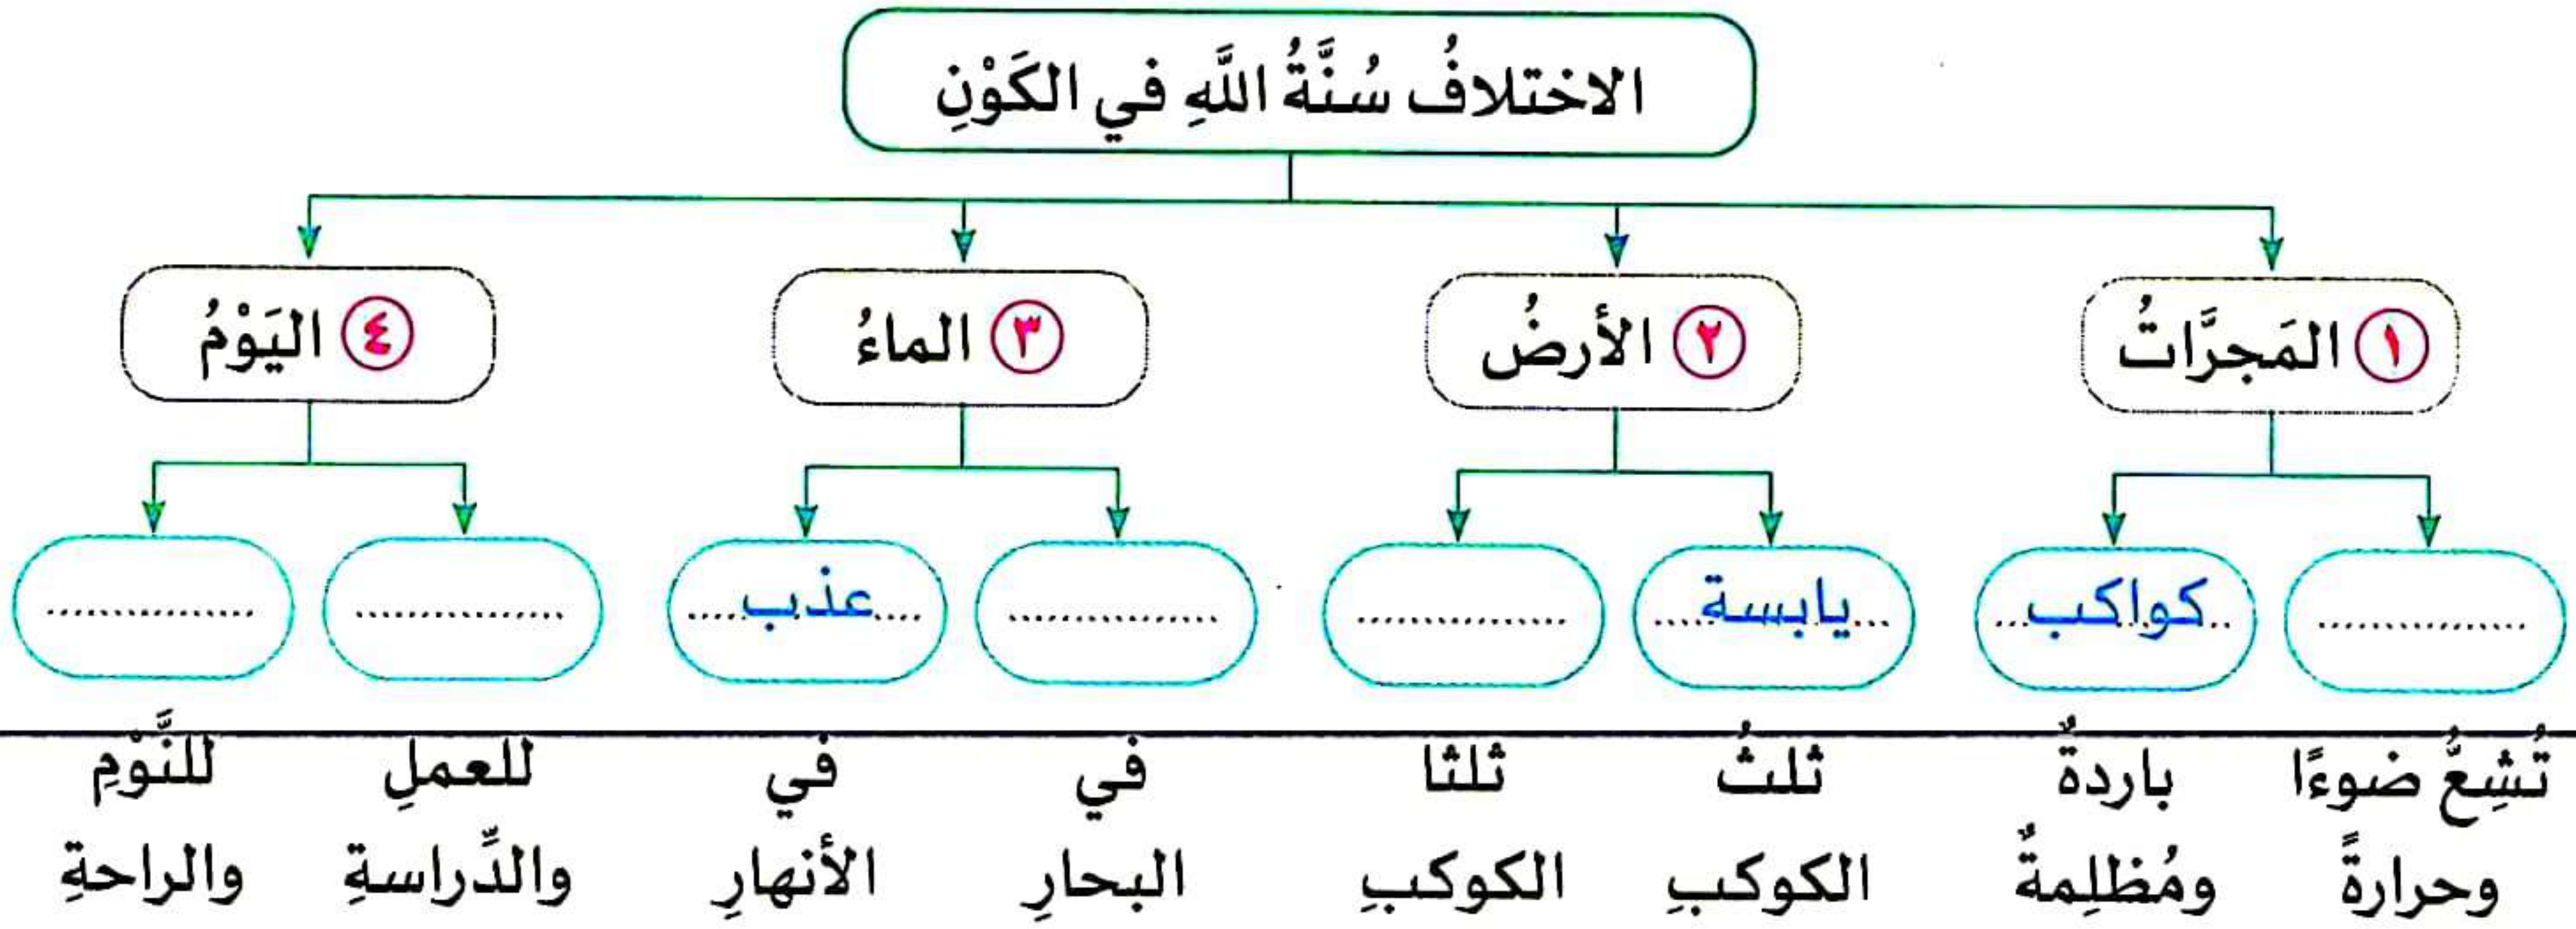 الاختلافُ سُنَّةُ اللَّهِ في الكَوْنِ
١ المَجرَّاتُ ٢ الأرضُ ٣ الماءُ ٤ اليَوْمُ
.................... كواكب يابسة .................... .................... عذب .................... ....................
تُشِعُّ ضوءًا باردةٌ ثلثُ ثلثا في في للعملِ للنَّوْمِ
وحرارةً ومُظلِمةٌ الكوكبِ الكوكبِ البحارِ الأنهارِ والدِّراسةِ والراحةِ